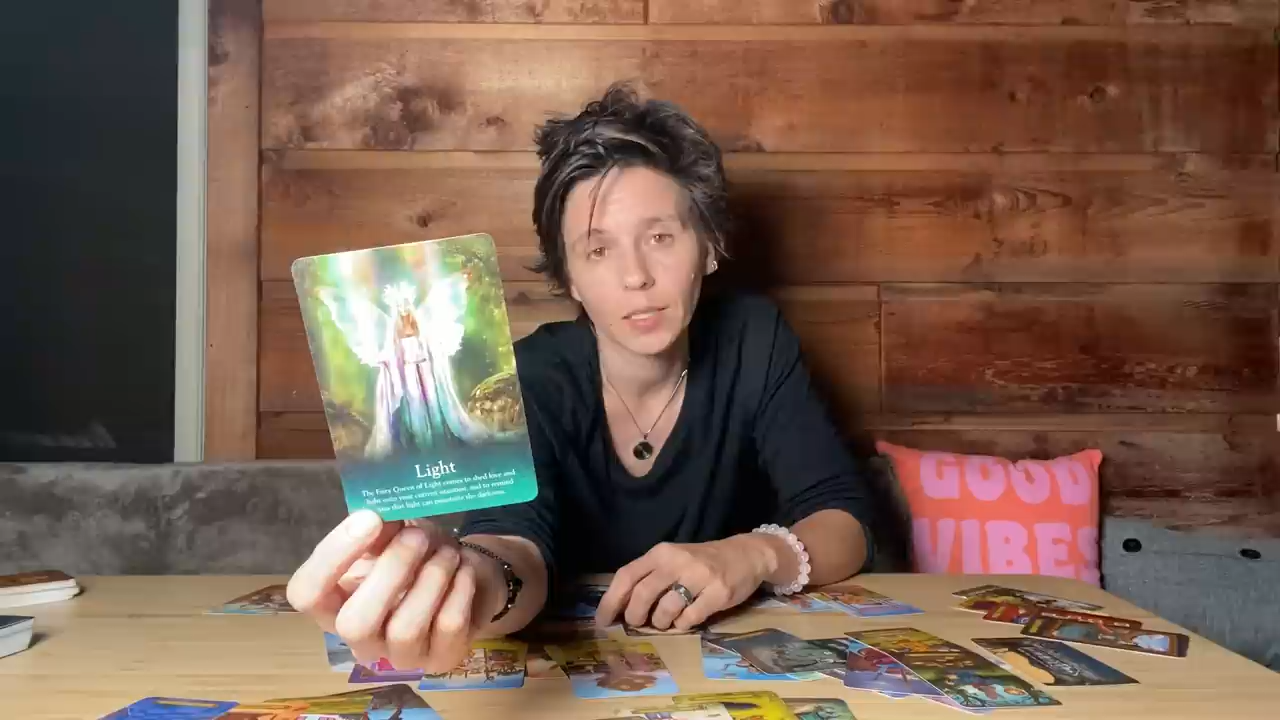 Light
The Fairy Queen of Light comes to shed love and
light onto your current situation, and to remind
you that light can penetrate the darkness.
GOOD
VIBES